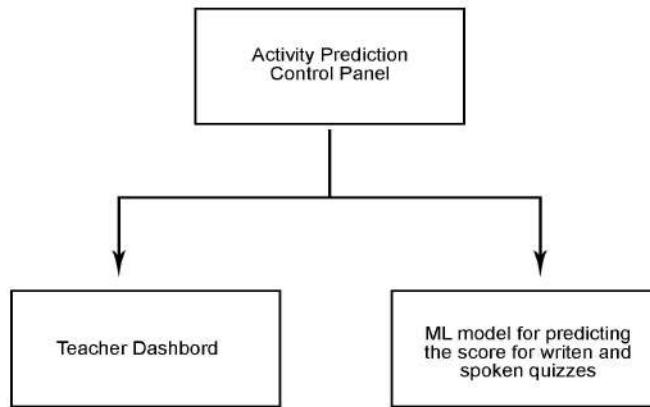 Activity Prediction
Control Panel
Teacher Dashbord
ML model for predicting
the score for writen and
spoken quizzes